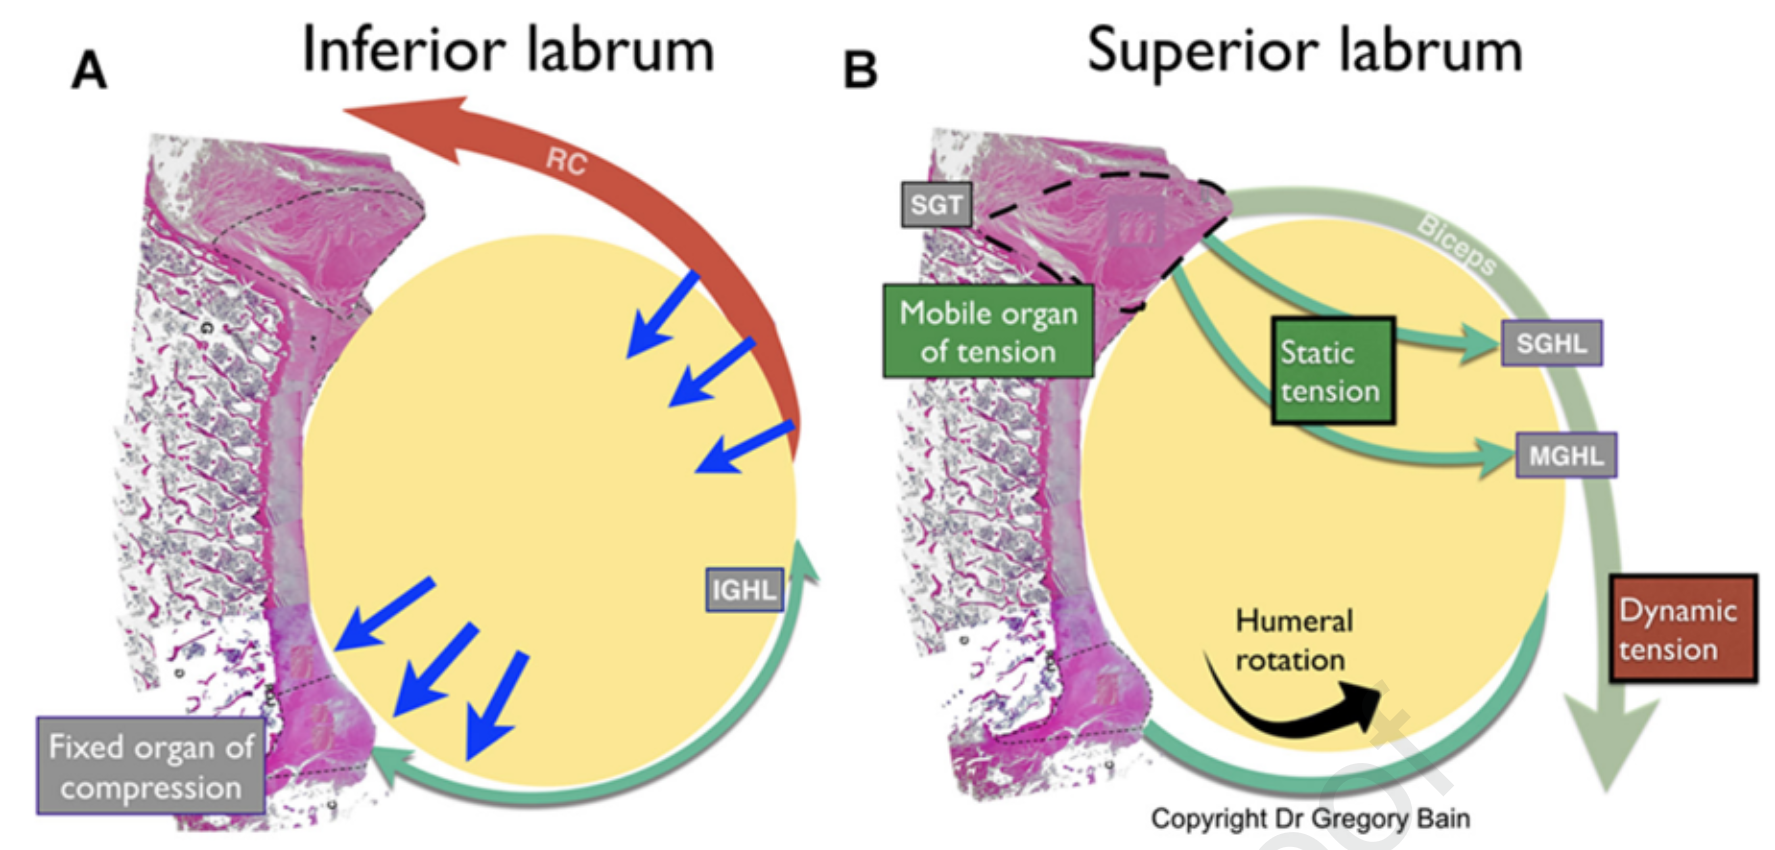 A
Inferior labrum
RC
IGHL
Fixed organ of
compression
B
Superior labrum
SGT
Biceps
Mobile organ
of tension
Static
tension
SGHL
MGHL
Humeral
rotation
Dynamic
tension
Copyright Dr Gregory Bain